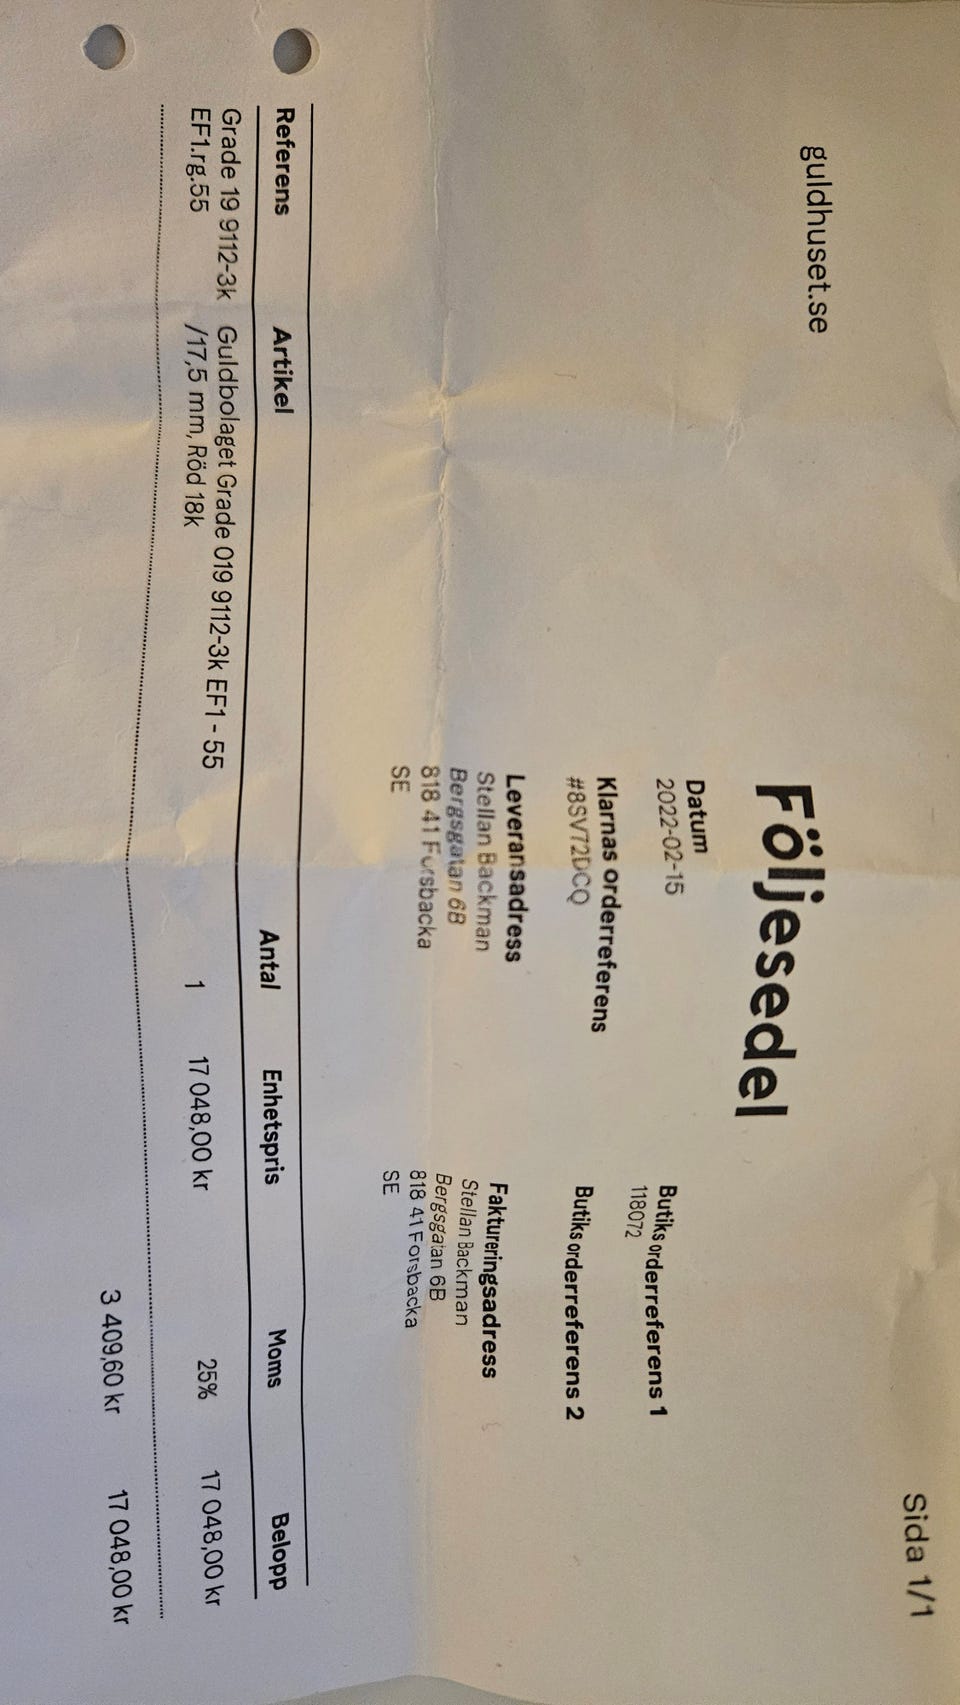 Sida 1/1
guldhuset.se
Följesedel
Datum
2022-02-15
Butiks orderreferens 1
118072
Klarnas orderreferens
#8SV72DCQ
Butiks orderreferens 2
Leveransadress
Stellan Backman
Bergsgatan 6B
818 41 Forsbacka
SE
Faktureringsadress
Stellan Backman
Bergsgatan 6B
818 41 Forsbacka
SE
Referens Artikel Antal Enhetspris Moms Belopp
Grade 19 9112-3k Guldbolaget Grade 019 9112-3k EF1 - 55
EF1.rg.55 /17,5 mm, Röd 18k 1 17 048,00 kr 25% 17 048,00 kr
3 409,60 kr 17 048,00 kr